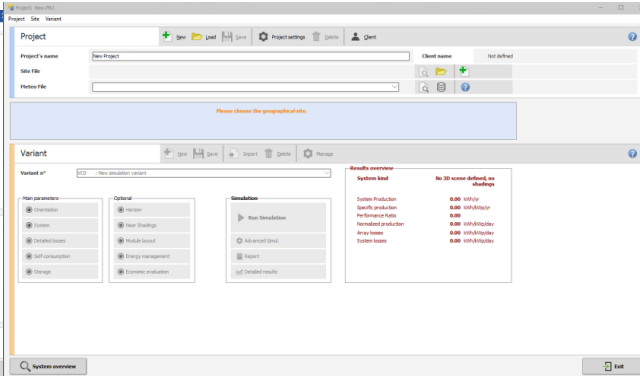 Project: New.PRJ
Project Site Variant
Project New Load Save Project settings Delete Client
Project's name New Project Client name Not defined
Site File
Meteo File
Please choose the geographical site.
Variant New Save Import Delete Manage
Variant n° VC0 : New simulation variant
Results overview
System kind No 3D scene defined, no shadings
System Production 0.00 kWh/yr
Specific production 0.00 kWh/kWp/yr
Performance Ratio 0.00
Normalized production 0.00 kWh/kWp/day
Array losses 0.00 kWh/kWp/day
System losses 0.00 kWh/kWp/day
Main parameters
Orientation
System
Detailed losses
Self-consumption
Storage
Optional
Horizon
Near Shadings
Module layout
Energy management
Economic evaluation
Simulation
Run Simulation
Advanced Simul.
Report
Detailed results
System overview
Exit